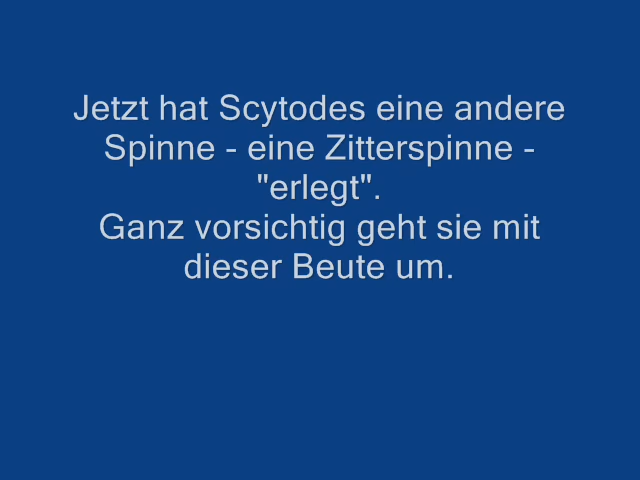 Jetzt hat Scytodes eine andere
Spinne - eine Zitterspinne -
"erlegt".
Ganz vorsichtig geht sie mit
dieser Beute um.